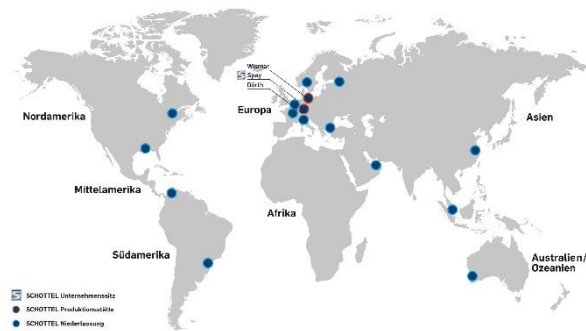 Wismar
Spay
Dörth
Nordamerika
Europa
Asien
Mittelamerika
Afrika
Südamerika
Australien/
Ozeanien
SCHOTTEL Unternehmenssitz
SCHOTTEL Produktionsstätte
SCHOTTEL Niederlassung